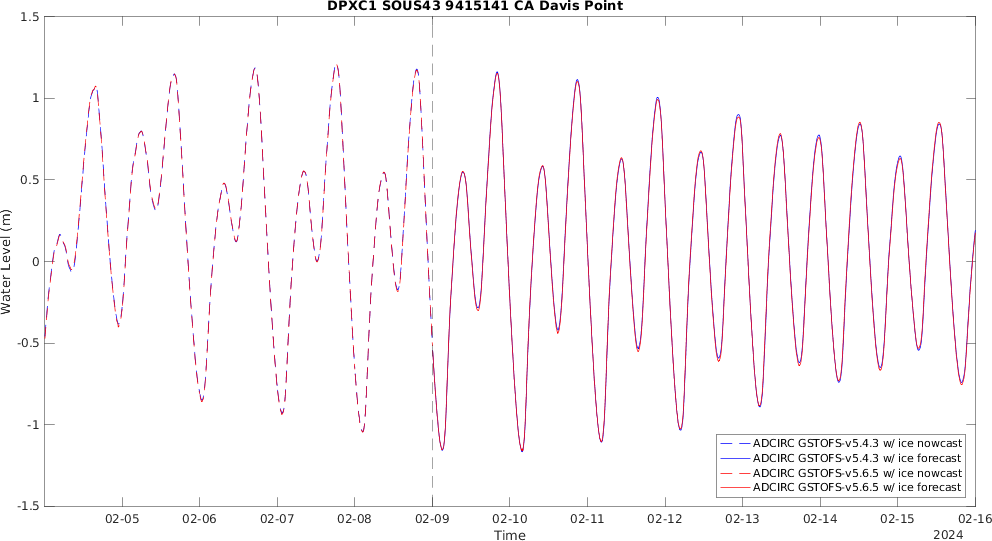 DPXC1 SOUS43 9415141 CA Davis Point
1.5
1
0.5
0
-0.5
-1
-1.5
Water Level (m)
02-05 02-06 02-07 02-08 02-09 02-10 02-11 02-12 02-13 02-14 02-15 02-16
Time
2024
ADCIRC GSTOFS-v5.4.3 w/ ice nowcast
ADCIRC GSTOFS-v5.4.3 w/ ice forecast
ADCIRC GSTOFS-v5.6.5 w/ ice nowcast
ADCIRC GSTOFS-v5.6.5 w/ ice forecast